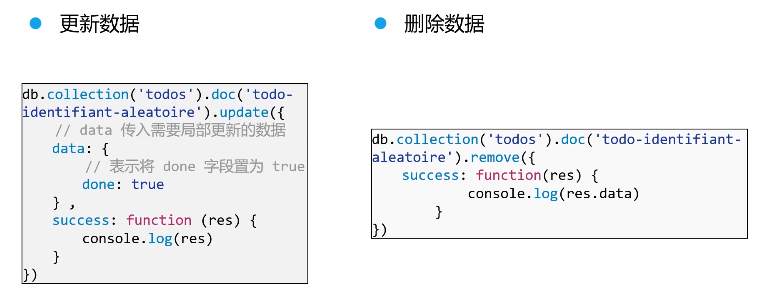 更新数据
db.collection('todos').doc('todo-
identifiant-aleatoire').update({
// data 传入需要局部更新的数据
data: {
// 表示将 done 字段置为 true
done: true
} ,
success: function (res) {
console.log(res)
}
})
删除数据
db.collection('todos').doc('todo-identifiant-
aleatoire').remove({
success: function(res) {
console.log(res.data)
}
})